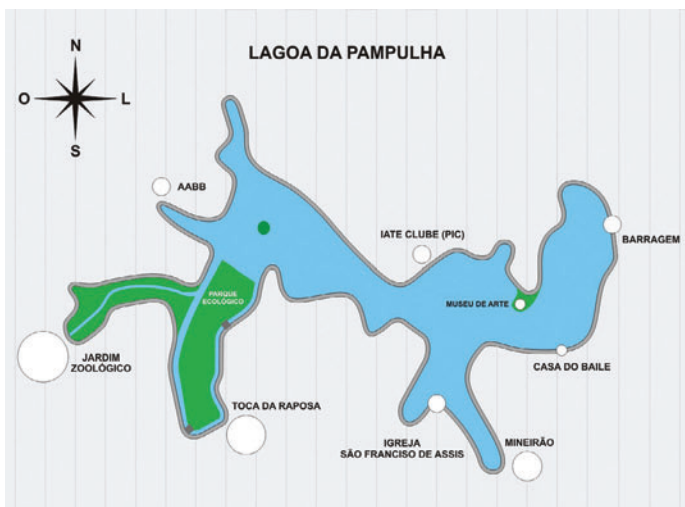 LAGOA DA PAMPULHA
N
O
L
S
AABB
IATE CLUBE (PIC)
BARRAGEM
PARQUE
ECOLÓGICO
MUSEU DE ARTE
JARDIM
ZOOLÓGICO
CASA DO BAILE
TOCA DA RAPOSA
IGREJA
SÃO FRANCISO DE ASSIS
MINEIRÃO